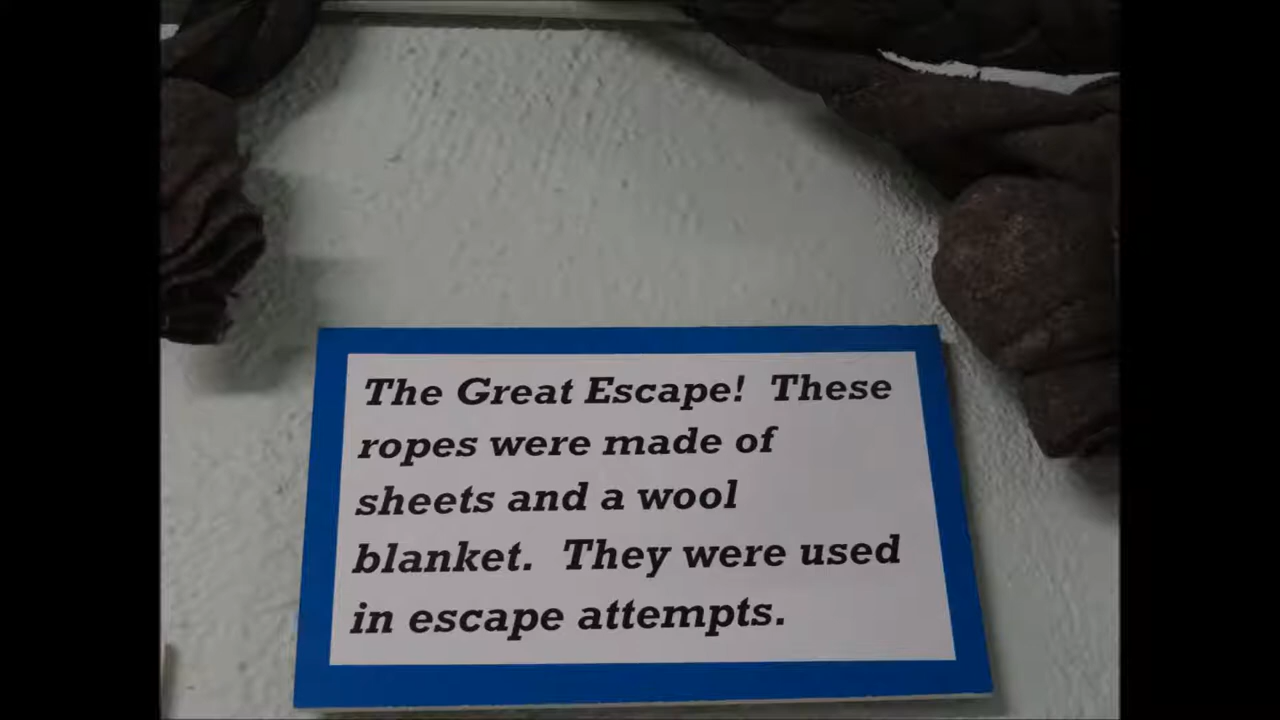 The Great Escape! These
ropes were made of
sheets and a wool
blanket. They were used
in escape attempts.